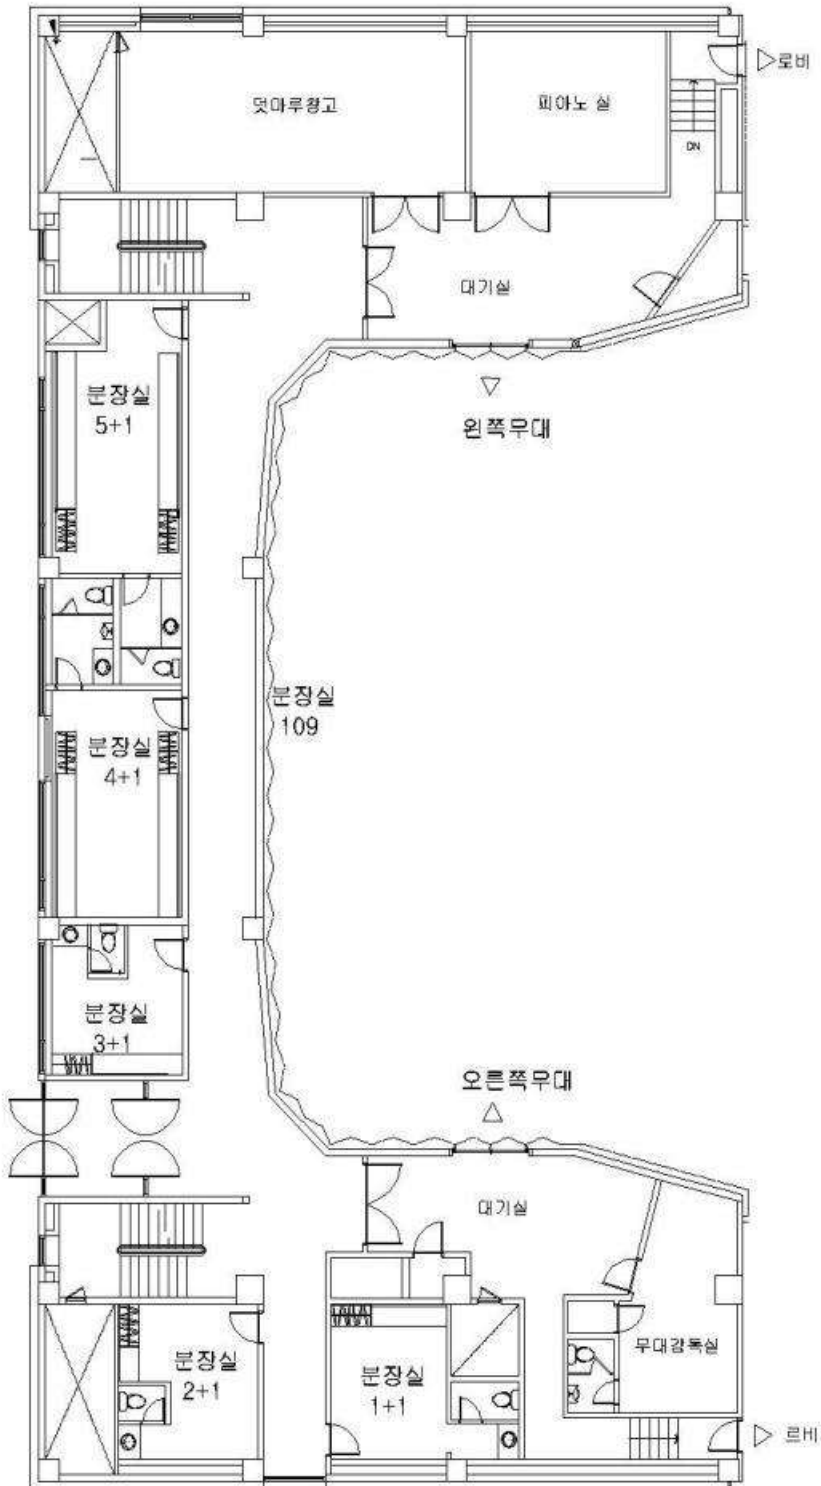 로비
덧마루창고
피아노 실
DN
대기실
왼쪽무대
분장실
5+1
분장실
109
분장실
4+1
분장실
3+1
오른쪽무대
대기실
무대감독실
분장실
2+1
분장실
1+1
르비